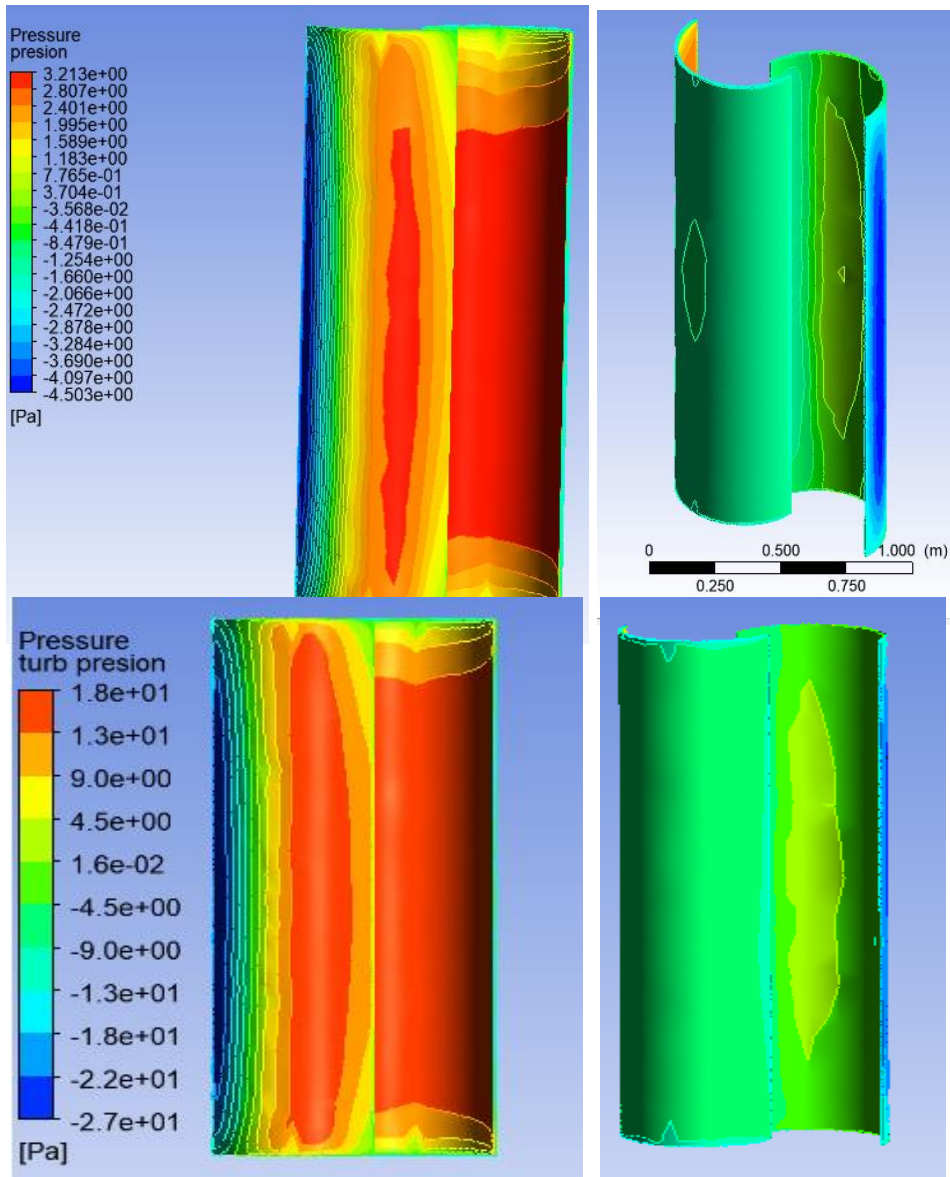 Pressure
presion
3.213e+00
2.807e+00
2.401e+00
1.995e+00
1.589e+00
1.183e+00
7.765e-01
3.704e-01
-3.568e-02
-4.418e-01
-8.479e-01
-1.254e+00
-1.660e+00
-2.066e+00
-2.472e+00
-2.878e+00
-3.284e+00
-3.690e+00
-4.097e+00
-4.503e+00
[Pa]
0 0.500 1.000 (m)
0.250 0.750
Pressure
turb presion
1.8e+01
1.3e+01
9.0e+00
4.5e+00
1.6e-02
-4.5e+00
-9.0e+00
-1.3e+01
-1.8e+01
-2.2e+01
-2.7e+01
[Pa]